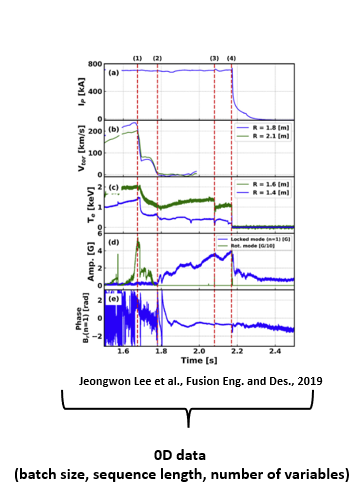 (1) (2) (3) (4)
800
(a)
400
0
I_P [kA]
(b)
R = 1.8 [m]
R = 2.1 [m]
200
100
0
V_tor [km/s]
(c)
R = 1.6 [m]
R = 1.4 [m]
2
1
0
T_e [keV]
6
(d)
Locked mode (n=1) [G]
Rot. mode [G/10]
4
2
0
Amp. [G]
(e)
2
0
−2
Phase
B_r(n=1) [rad]
1.6 1.8 2.0 2.2 2.4
Time [s]
Jeongwon Lee et al., Fusion Eng. and Des., 2019
0D data
(batch size, sequence length, number of variables)